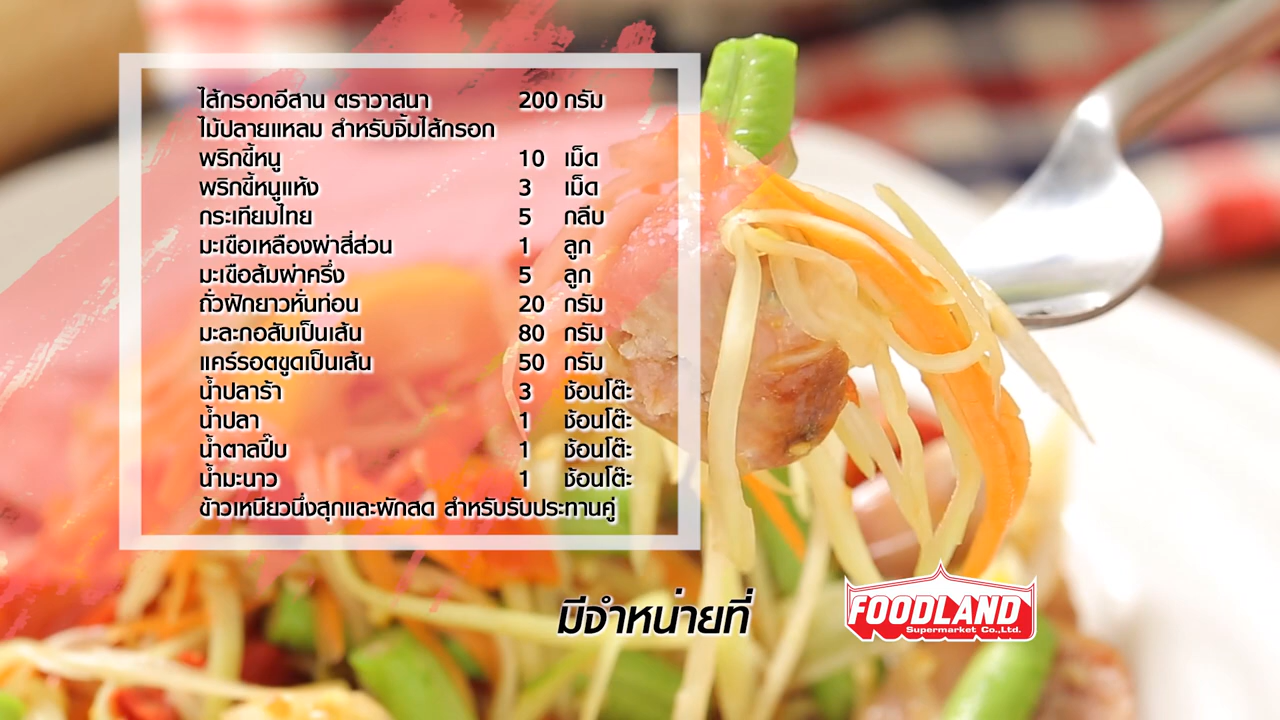 ไส้กรอกอีสาน ตราวาสนา 200 กรัม
ไม้ปลายแหลม สำหรับจิ้มไส้กรอก
พริกขี้หนู 10 เม็ด
พริกขี้หนูแห้ง 3 เม็ด
กระเทียมไทย 5 กลีบ
มะเขือเหลืองผ่าสี่ส่วน 1 ลูก
มะเขือส้มผ่าครึ่ง 5 ลูก
ถั่วฝักยาวหั่นท่อน 20 กรัม
มะละกอสับเป็นเส้น 80 กรัม
แคร์รอตขูดเป็นเส้น 50 กรัม
น้ำปลาร้า 3 ช้อนโต๊ะ
น้ำปลา 1 ช้อนโต๊ะ
น้ำตาลปี๊บ 1 ช้อนโต๊ะ
น้ำมะนาว 1 ช้อนโต๊ะ
ข้าวเหนียวนึ่งสุกและผักสด สำหรับรับประทานคู่
มีจำหน่ายที่
FOODLAND
Supermarket Co.,Ltd.